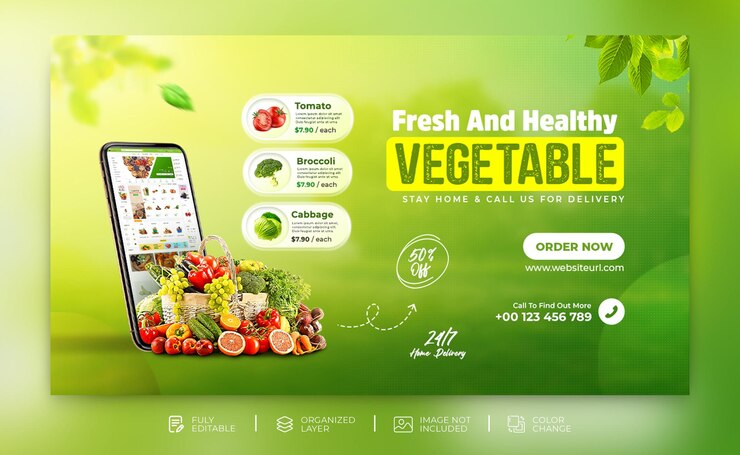 Tomato
$7.90 / each
Broccoli
$7.90 / each
Cabbage
$7.90 / each
Fresh And Healthy
VEGETABLE
STAY HOME & CALL US FOR DELIVERY
50%
Off
ORDER NOW
www.websiteurl.com
Call To Find Out More
+00 123 456 789
24/7
Home Delivery
FULY
EDITABLE
ORGANIZED
LAYER
IMAGE NOT
INCLUDED
COLOR
CHANGE